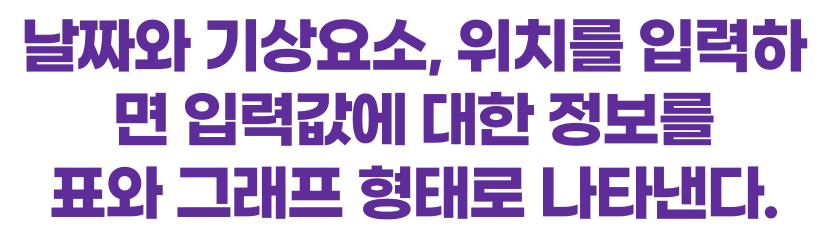 날짜와 기상요소, 위치를 입력하
면 입력값에 대한 정보를
표와 그래프 형태로 나타낸다.